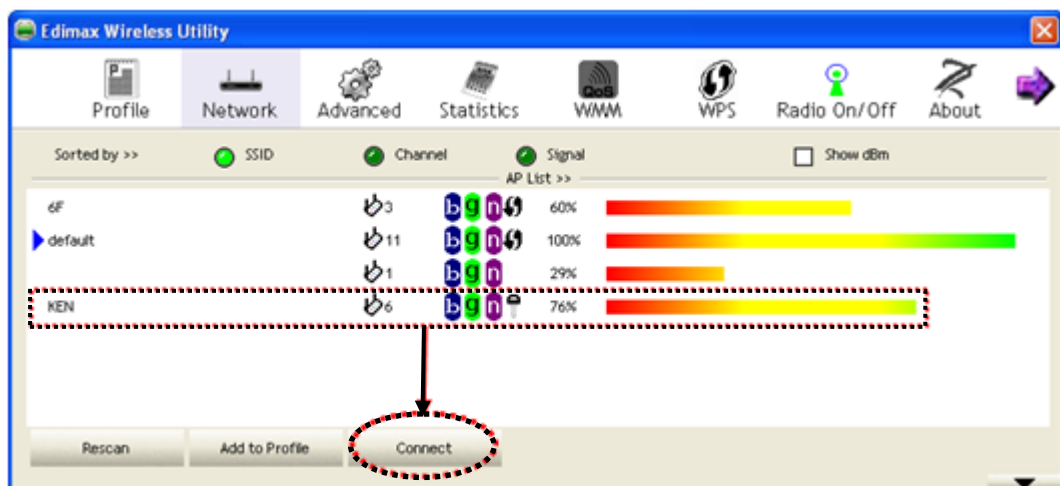 Edimax Wireless Utility
Profile Network Advanced Statistics WMM WPS Radio On/Off About
Sorted by >> SSID Channel Signal Show dBm
AP List >>
6F 3 b g n 60%
default 11 b g n 100%
1 b g n 29%
KEN 6 b g n 76%
Rescan Add to Profile Connect